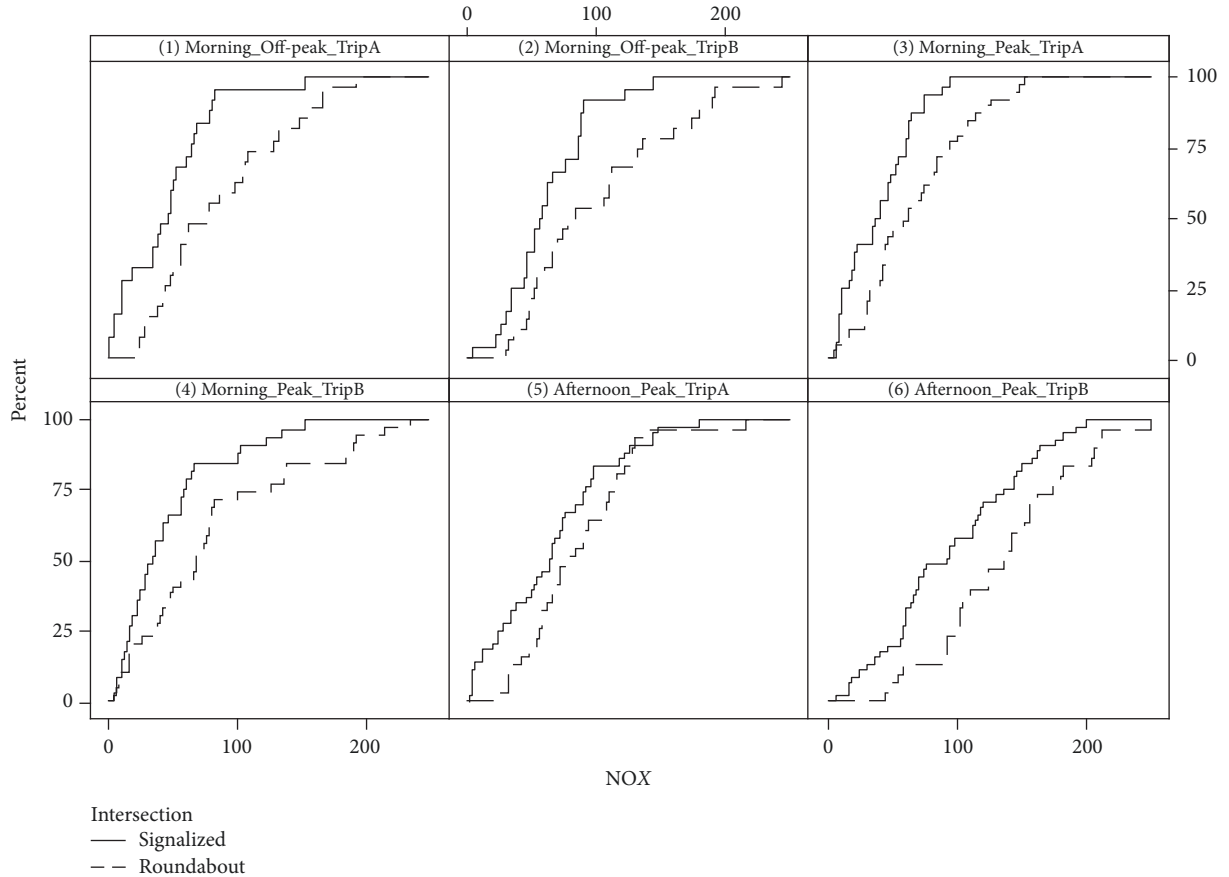 0 100 200
(1) Morning_Off-peak_TripA (2) Morning_Off-peak_TripB (3) Morning_Peak_TripA
100
75
50
25
0
Percent
(4) Morning_Peak_TripB (5) Afternoon_Peak_TripA (6) Afternoon_Peak_TripB
100
75
50
25
0
0 100 200 0 100 200
NOX
Intersection
Signalized
Roundabout